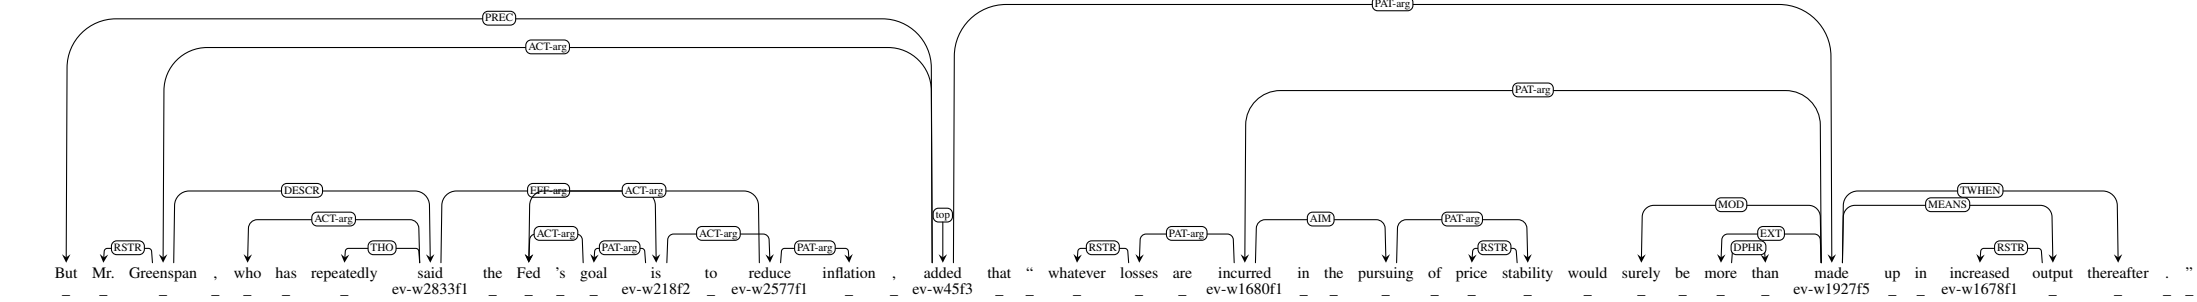 PREC
PAT-arg
ACT-arg
PAT-arg
DESCR EFF-arg ACT-arg TWHEN
MOD MEANS
top
ACT-arg AIM PAT-arg
ACT-arg ACT-arg PAT-arg EXT
RSTR THO PAT-arg PAT-arg RSTR RSTR DPHR RSTR
But Mr. Greenspan , who has repeatedly said the Fed 's goal is to reduce inflation , added that “ whatever losses are incurred in the pursuing of price stability would surely be more than made up in increased output thereafter . ”
_ _ _ _ _ _ _ ev-w2833f1 _ _ _ _ ev-w218f2 _ ev-w2577f1 _ _ ev-w45f3 _ _ _ _ _ ev-w1680f1 _ _ _ _ _ _ _ _ _ _ _ ev-w1927f5 _ _ ev-w1678f1 _ _ _ _